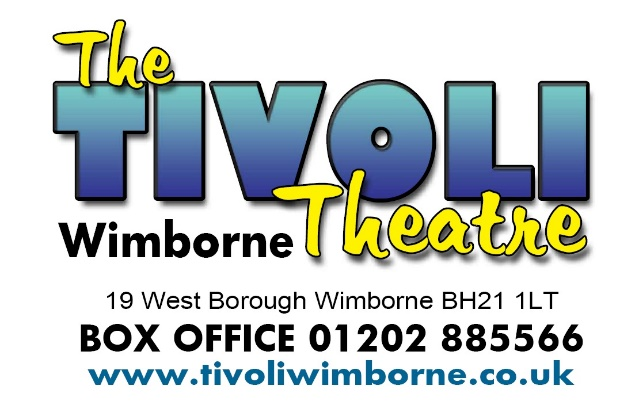 The
TIVOLI
Wimborne Theatre
19 West Borough Wimborne BH21 1LT
BOX OFFICE 01202 885566
www.tivoliwimborne.co.uk